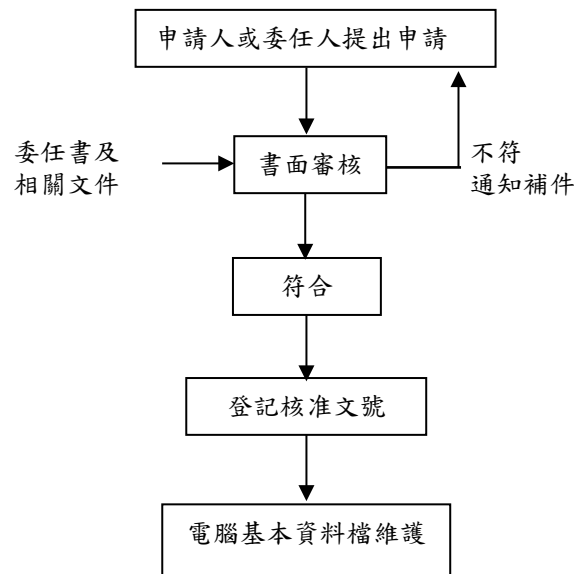 申請人或委任人提出申請
委任書及
相關文件
書面審核
不符
通知補件
符合
登記核准文號
電腦基本資料檔維護